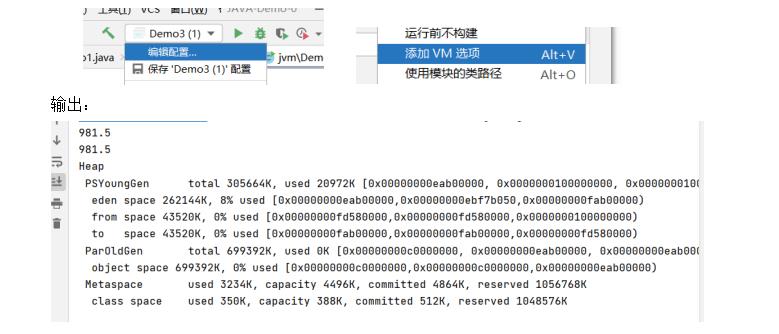 工具(T) VCS 窗口(W) JAVA-Demo-0
Demo3 (1)
编辑配置...
保存 'Demo3 (1)' 配置
o1.java
jvm\Dem
运行前不构建
添加 VM 选项 Alt+V
使用模块的类路径 Alt+O
输出：
981.5
981.5
Heap
PSYoungGen total 305664K, used 20972K [0x00000000eab00000, 0x0000000100000000, 0x0000000100
eden space 262144K, 8% used [0x00000000eab00000,0x00000000ebf7b050,0x00000000fab00000)
from space 43520K, 0% used [0x00000000fd580000,0x00000000fd580000,0x0000000100000000)
to space 43520K, 0% used [0x00000000fab00000,0x00000000fab00000,0x00000000fd580000)
ParOldGen total 699392K, used 0K [0x00000000c0000000, 0x00000000eab00000, 0x00000000eab000
object space 699392K, 0% used [0x00000000c0000000,0x00000000c0000000,0x00000000eab00000)
Metaspace used 3234K, capacity 4496K, committed 4864K, reserved 1056768K
class space used 350K, capacity 388K, committed 512K, reserved 1048576K